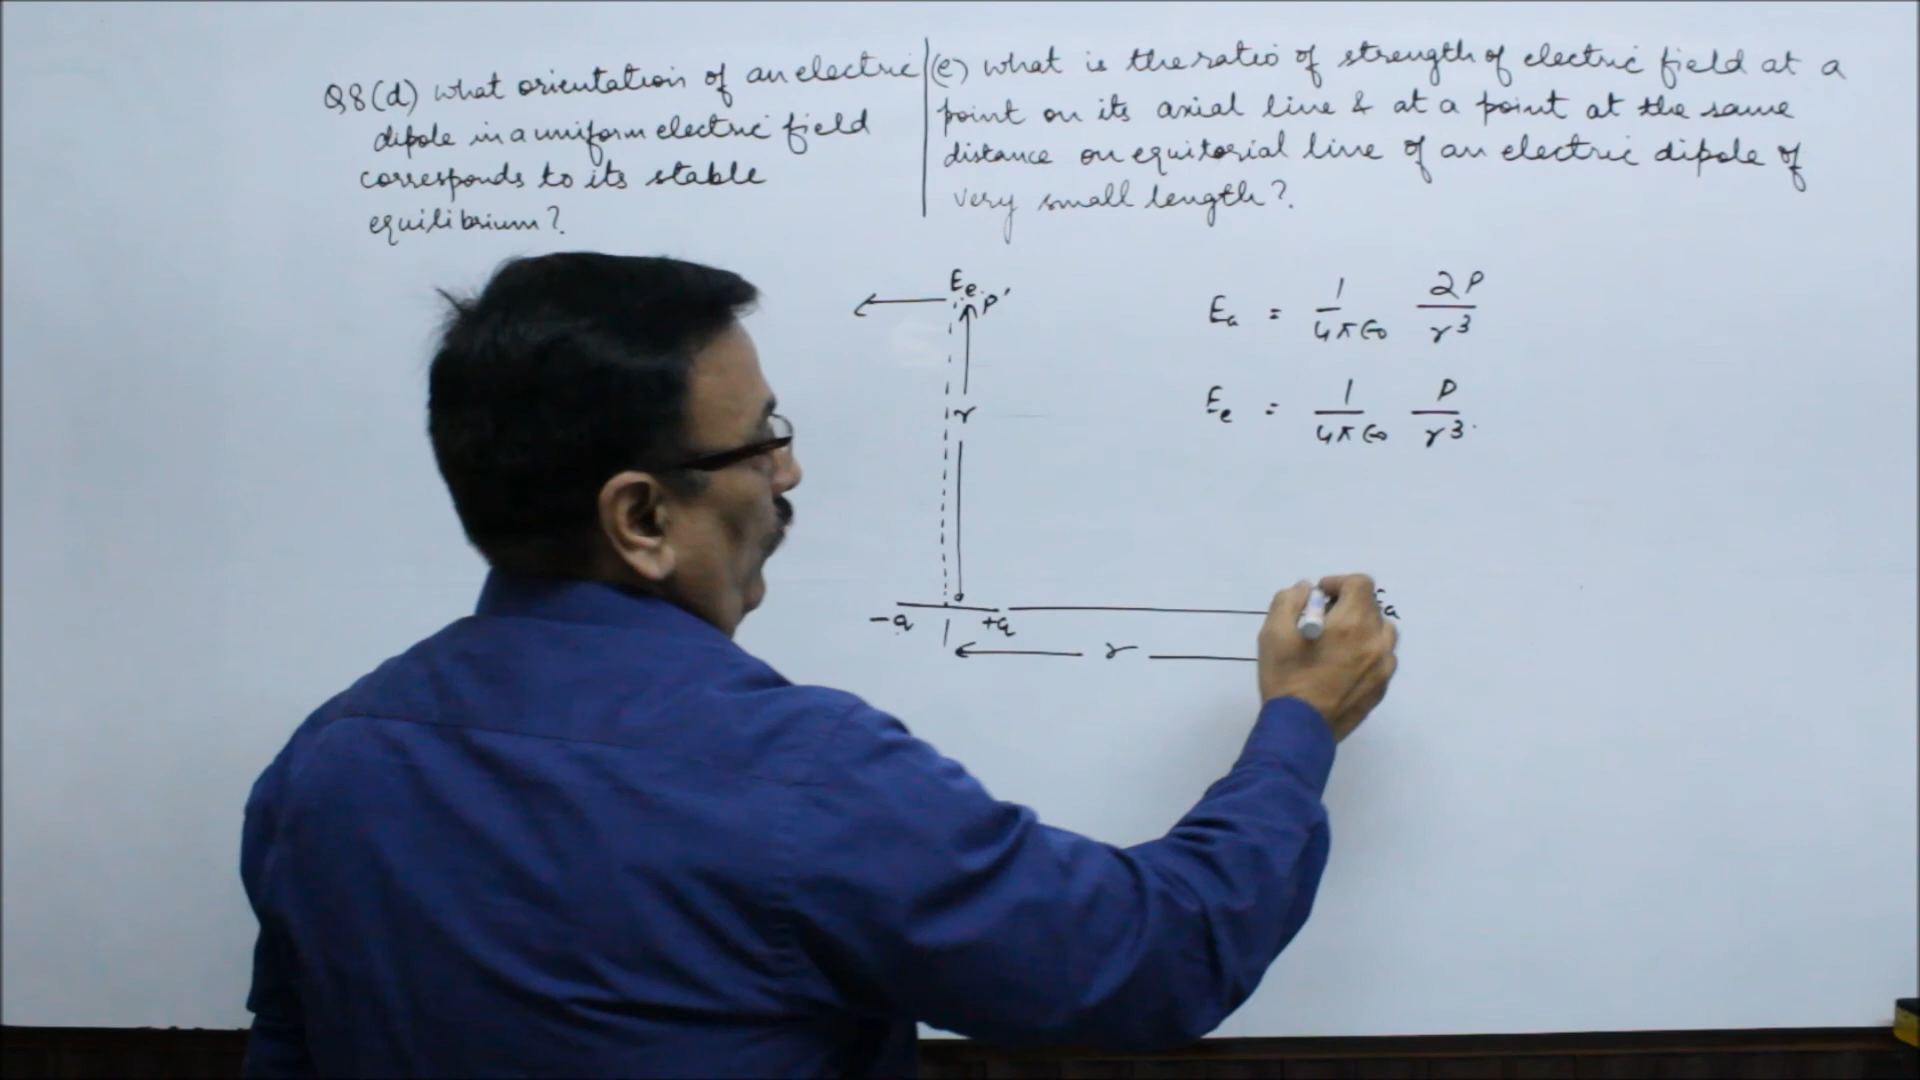 Q8(d) what orientation of an electric
dipole in a uniform electric field
corresponds to its stable
equilibrium?
(e) what is the ratio of strength of electric field at a
point on its axial line & at a point at the same
distance on equitorial line of an electric dipole of
very small length?
Ee
P'
r
-q
+q
r
Ea
Ea = 1/4πϵ0 2P/r3
Ee = 1/4πϵ0 P/r3